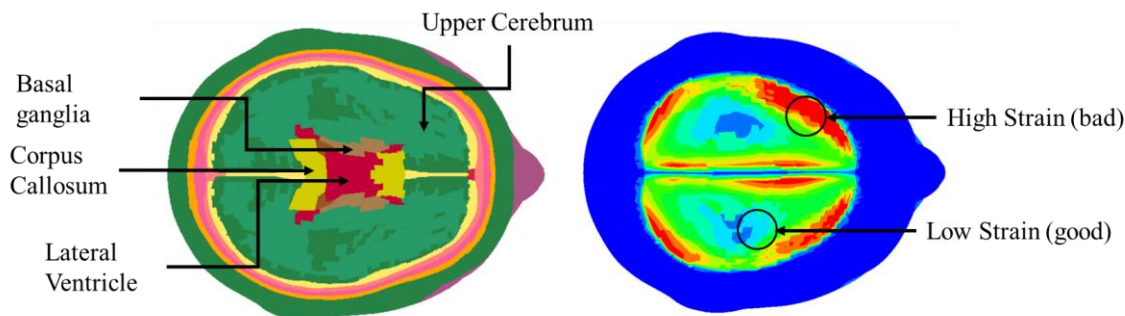 Upper Cerebrum
Basal
ganglia
Corpus
Callosum
Lateral
Ventricle
High Strain (bad)
Low Strain (good)